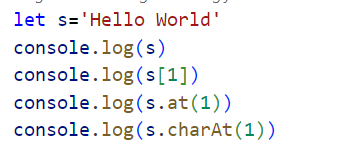 let s='Hello World'
console.log(s)
console.log(s[1])
console.log(s.at(1))
console.log(s.charAt(1))